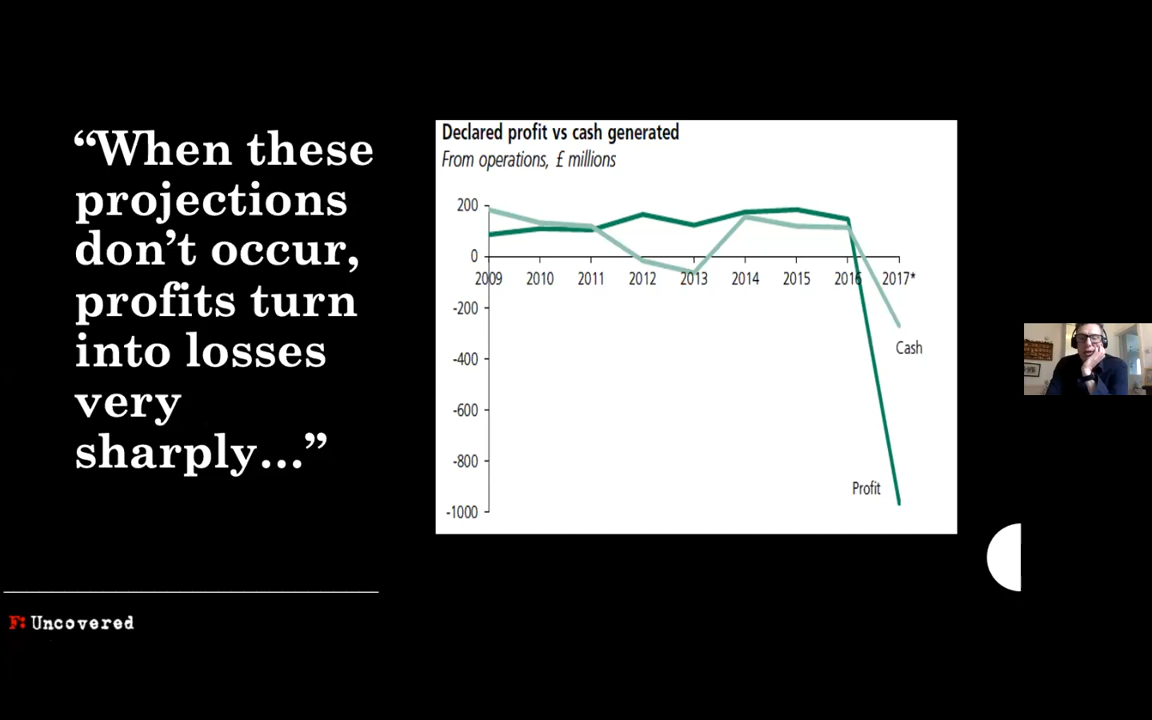 “When these
projections
don’t occur,
profits turn
into losses
very
sharply…”
Declared profit vs cash generated
From operations, £ millions
200
0
2009 2010 2011 2012 2013 2014 2015 2016 2017*
-200
Cash
-400
-600
-800
Profit
-1000
F: Uncovered